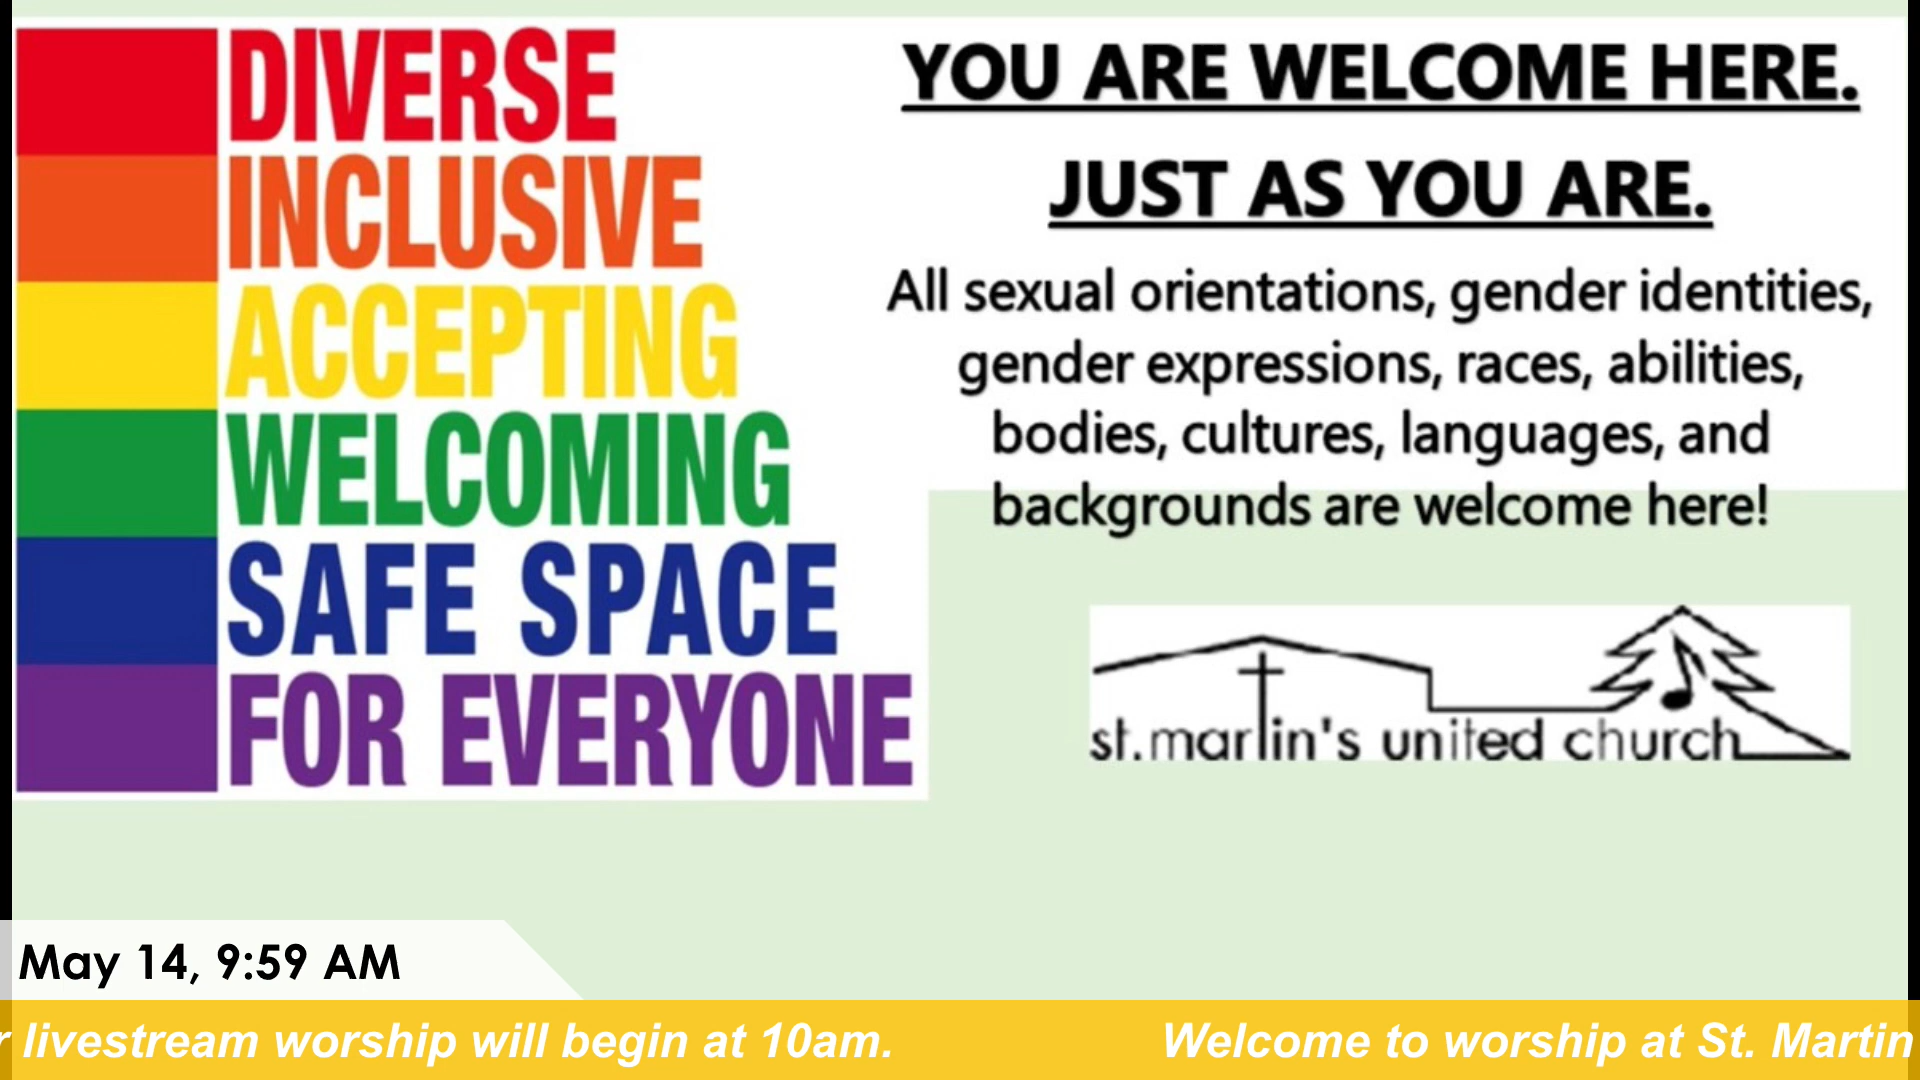 DIVERSE
INCLUSIVE
ACCEPTING
WELCOMING
SAFE SPACE
FOR EVERYONE
YOU ARE WELCOME HERE.
JUST AS YOU ARE.
All sexual orientations, gender identities,
gender expressions, races, abilities,
bodies, cultures, languages, and
backgrounds are welcome here!
st.martin's united church
May 14, 9:59 AM
livestream worship will begin at 10am. Welcome to worship at St. Martin